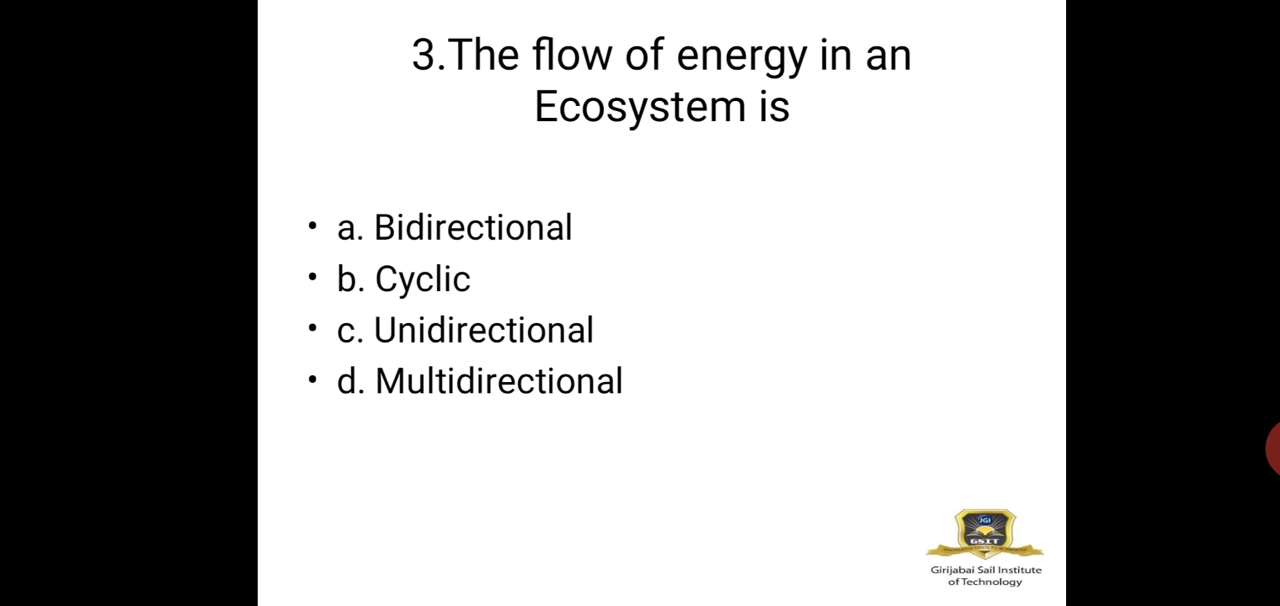 3.The flow of energy in an
Ecosystem is
• a. Bidirectional
• b. Cyclic
• c. Unidirectional
• d. Multidirectional
JGI
GSIT
Girijabai Sail Institute
of Technology